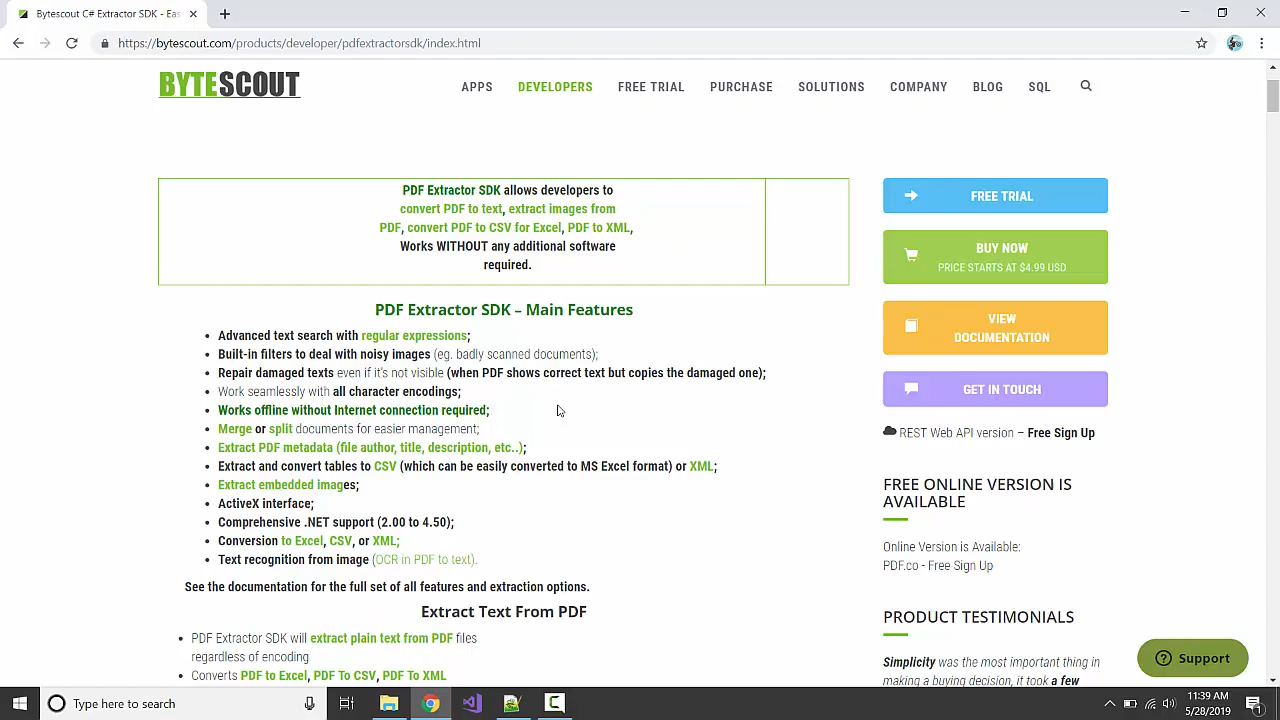 Bytescout C# Extractor SDK - Eas
https://bytescout.com/products/developer/pdfextractorsdk/index.html
BYTESCOUT
APPS DEVELOPERS FREE TRIAL PURCHASE SOLUTIONS COMPANY BLOG SQL
PDF Extractor SDK allows developers to
convert PDF to text, extract images from
PDF, convert PDF to CSV for Excel, PDF to XML,
Works WITHOUT any additional software
required.
FREE TRIAL
BUY NOW
PRICE STARTS AT $4.99 USD
VIEW
DOCUMENTATION
GET IN TOUCH
REST Web API version – Free Sign Up
PDF Extractor SDK – Main Features
Advanced text search with regular expressions;
Built-in filters to deal with noisy images (eg. badly scanned documents);
Repair damaged texts even if it's not visible (when PDF shows correct text but copies the damaged one);
Work seamlessly with all character encodings;
Works offline without Internet connection required;
Merge or split documents for easier management;
Extract PDF metadata (file author, title, description, etc..);
Extract and convert tables to CSV (which can be easily converted to MS Excel format) or XML;
Extract embedded images;
ActiveX interface;
Comprehensive .NET support (2.00 to 4.50);
Conversion to Excel, CSV, or XML;
Text recognition from image (OCR in PDF to text).
See the documentation for the full set of all features and extraction options.
Extract Text From PDF
PDF Extractor SDK will extract plain text from PDF files
regardless of encoding
Converts PDF to Excel, PDF To CSV, PDF To XML
FREE ONLINE VERSION IS
AVAILABLE
Online Version is Available:
PDF.co - Free Sign Up
PRODUCT TESTIMONIALS
Simplicity was the most important thing in
making a buying decision, it took a few
Support
Type here to search
11:39 AM
5/28/2019